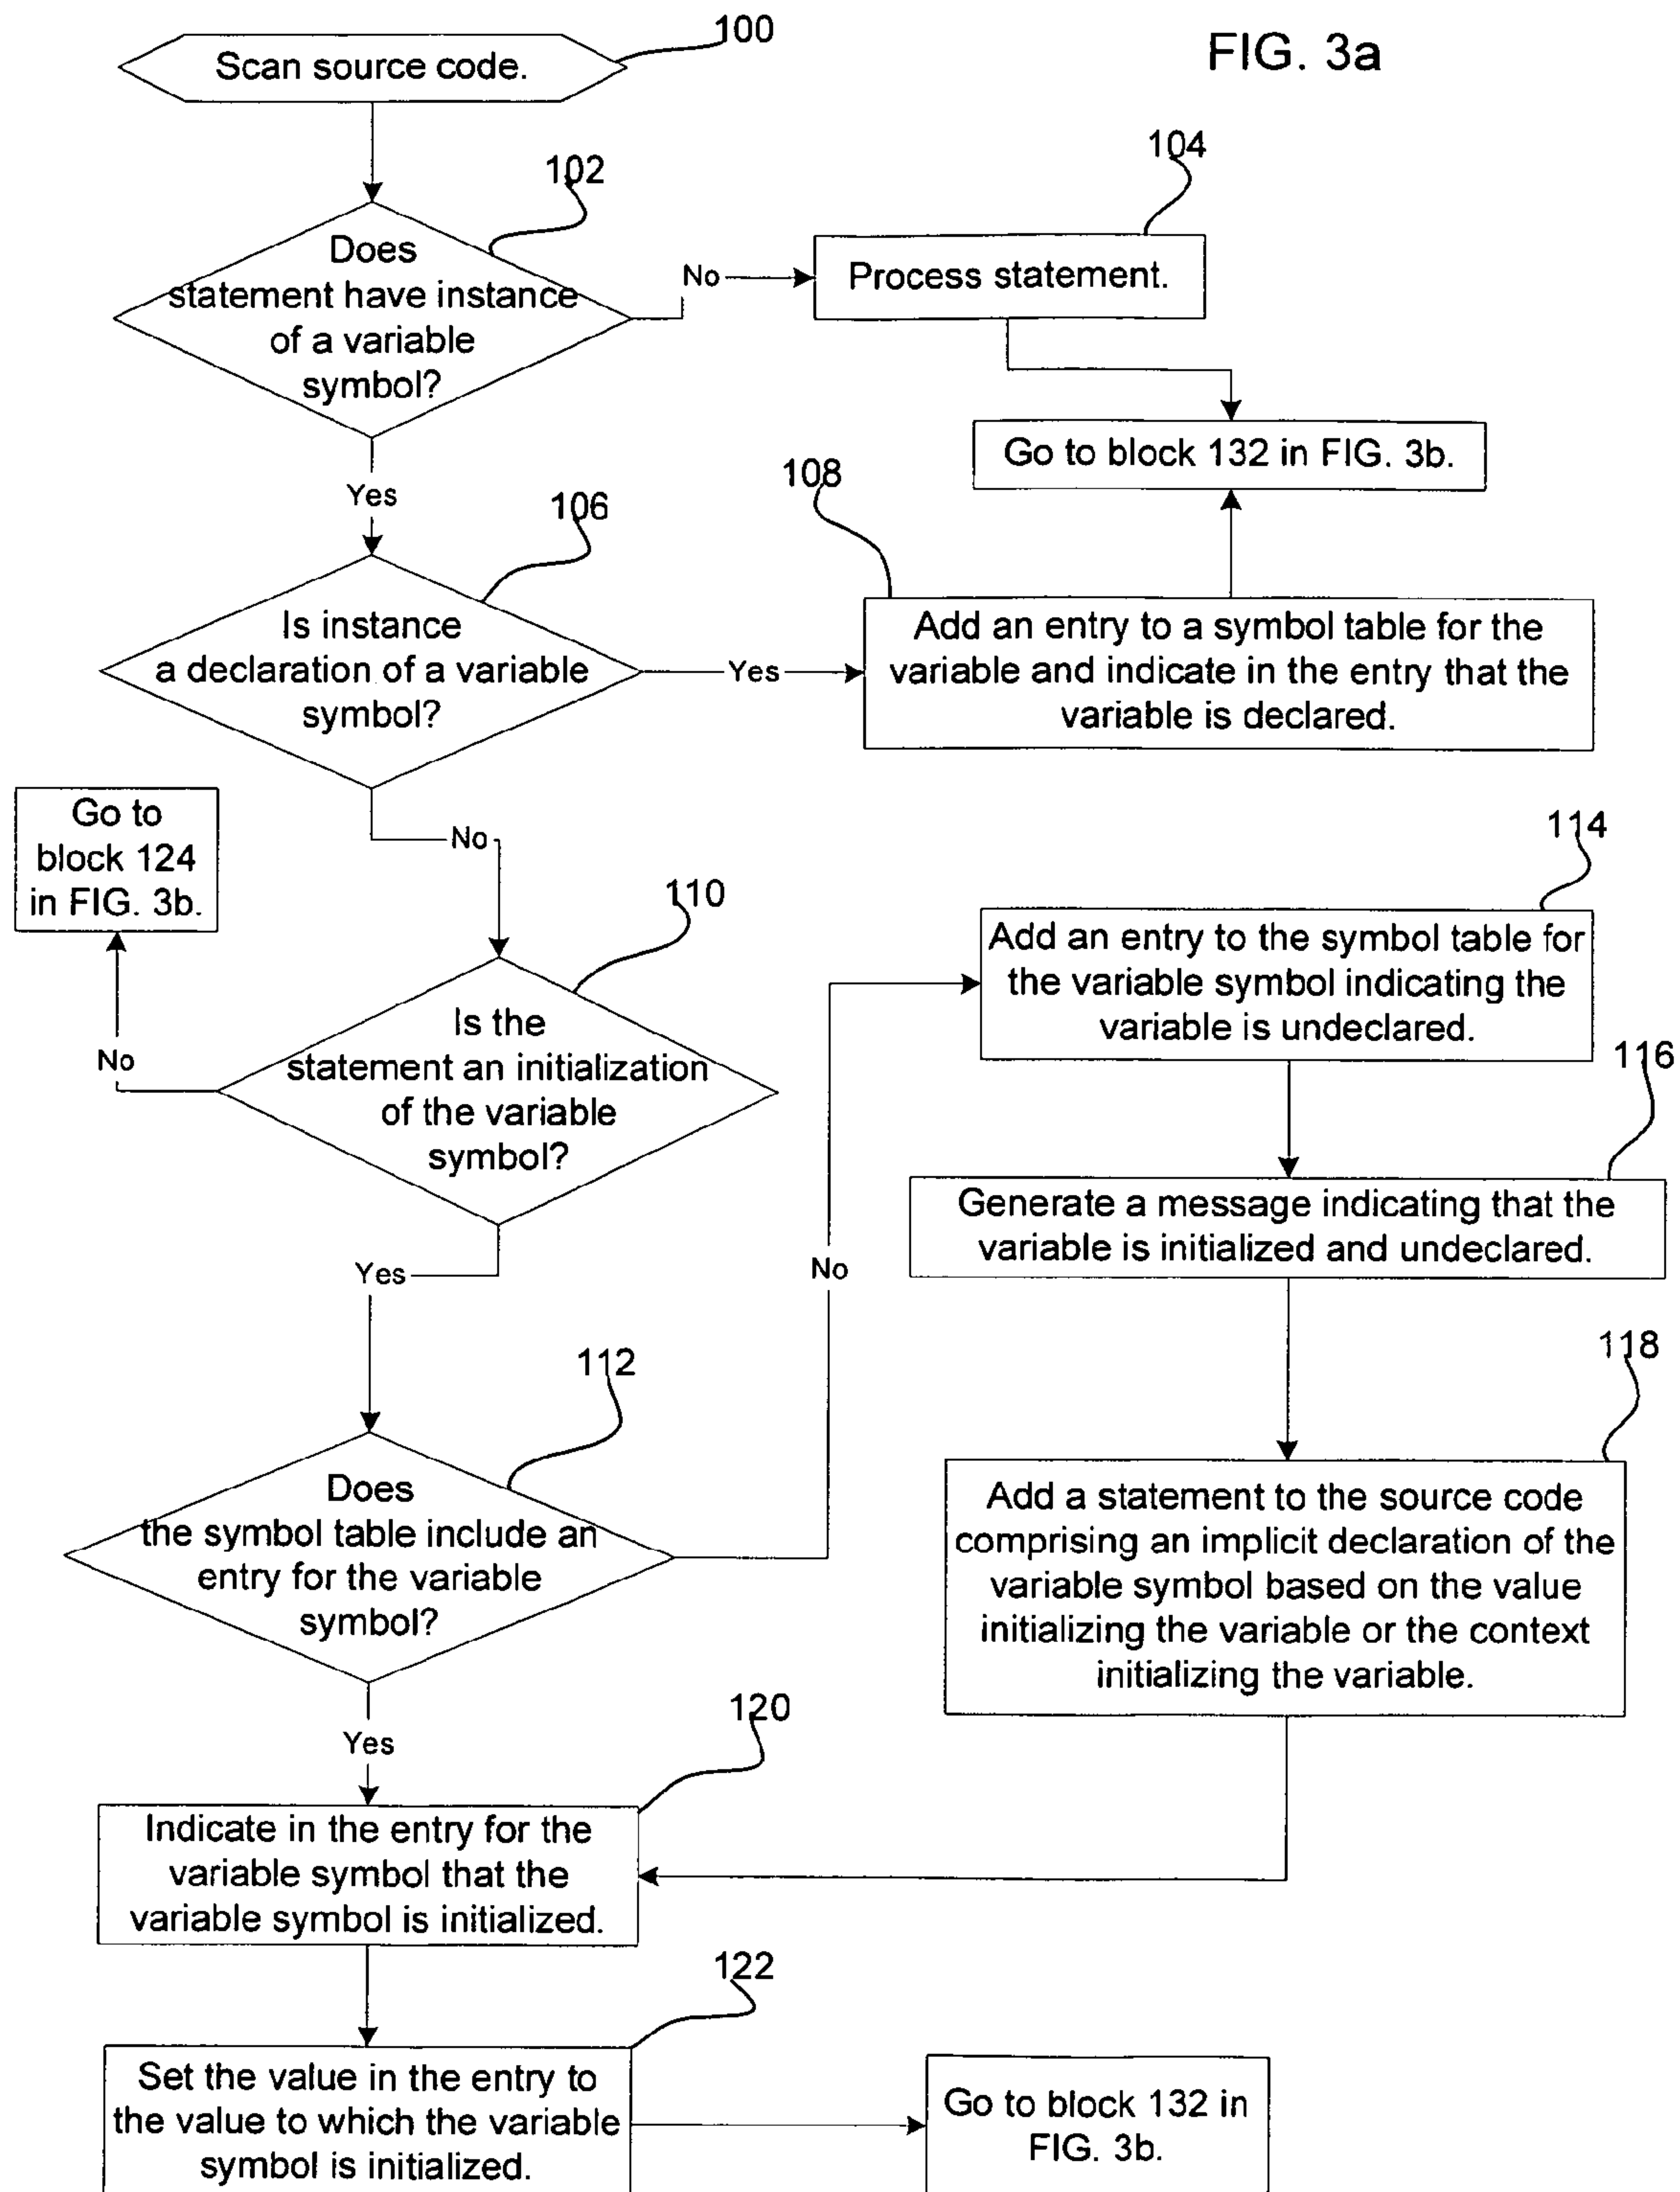 100
FIG. 3a
Scan source code.
102
104
Does
statement have instance
of a variable
symbol?
No
Process statement.
Go to block 132 in FIG. 3b.
Yes
106
108
Is instance
a declaration of a variable
symbol?
Yes
Add an entry to a symbol table for the
variable and indicate in the entry that the
variable is declared.
Go to
block 124
in FIG. 3b.
No
110
114
Add an entry to the symbol table for
the variable symbol indicating the
variable is undeclared.
Is the
statement an initialization
of the variable
symbol?
No
116
Generate a message indicating that the
variable is initialized and undeclared.
Yes
No
112
118
Does
the symbol table include an
entry for the variable
symbol?
Add a statement to the source code
comprising an implicit declaration of the
variable symbol based on the value
initializing the variable or the context
initializing the variable.
Yes
120
Indicate in the entry for the
variable symbol that the
variable symbol is initialized.
122
Set the value in the entry to
the value to which the variable
symbol is initialized.
Go to block 132 in
FIG. 3b.